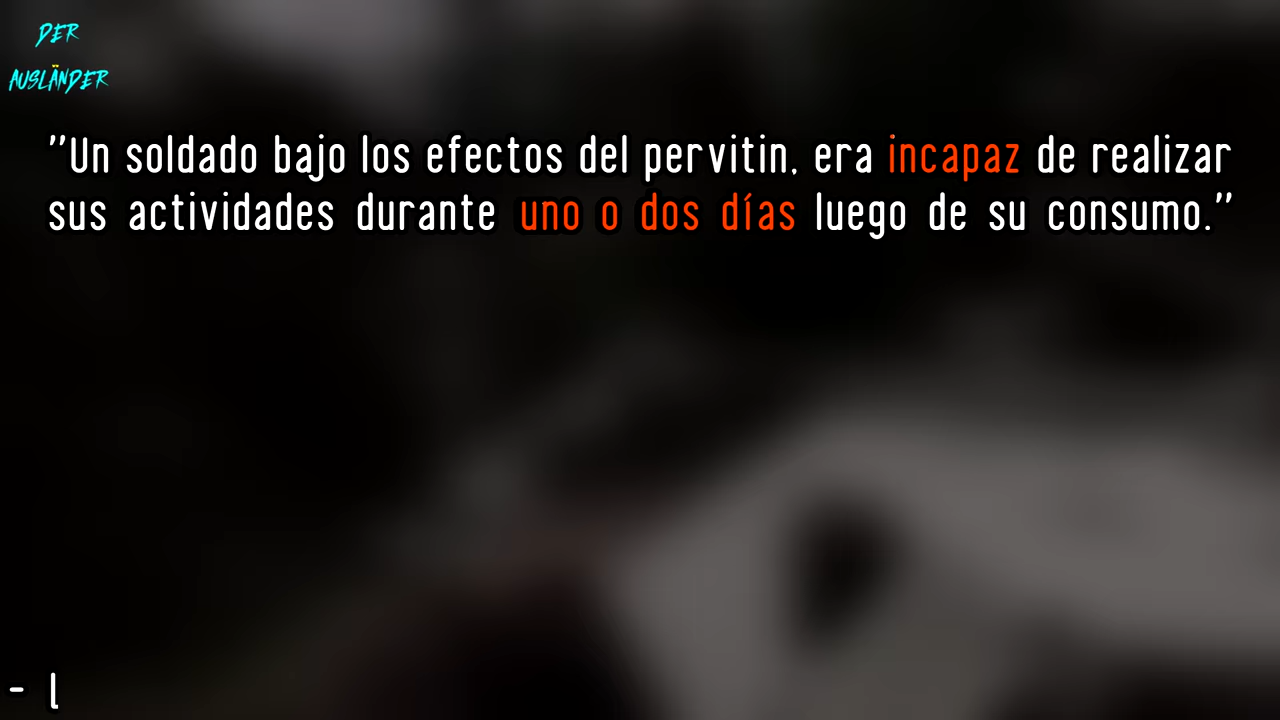 DER
AUSLÄNDER
"Un soldado bajo los efectos del pervitin, era incapaz de realizar
sus actividades durante uno o dos días luego de su consumo."
- l